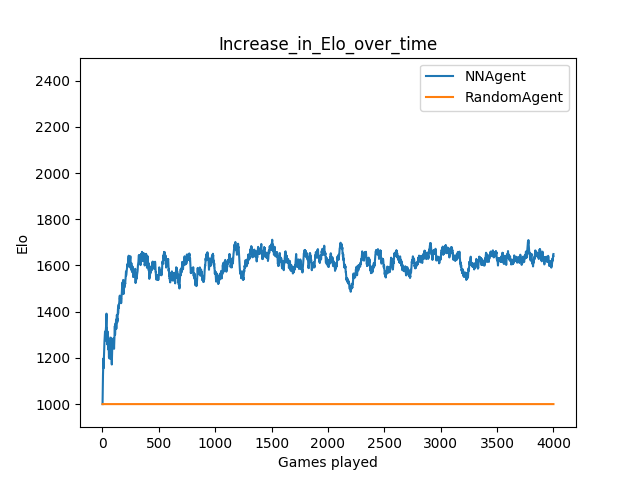 Increase_in_Elo_over_time
NNAgent
RandomAgent
2400
2200
2000
1800
1600
1400
1200
1000
Elo
0 500 1000 1500 2000 2500 3000 3500 4000
Games played